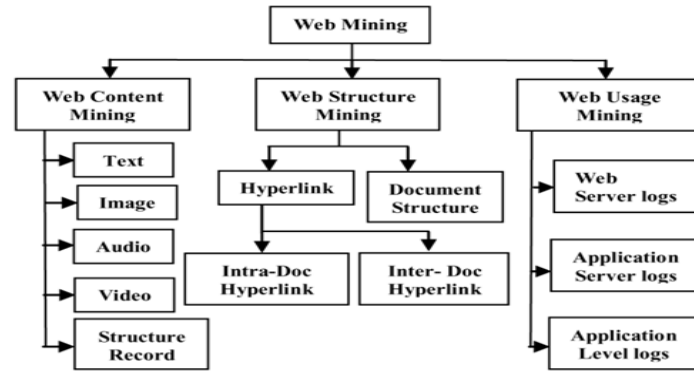 Web Mining
Web Content
Mining
Web Structure
Mining
Web Usage
Mining
Text
Image
Audio
Video
Structure
Record
Hyperlink
Document
Structure
Intra-Doc
Hyperlink
Inter- Doc
Hyperlink
Web
Server logs
Application
Server logs
Application
Level logs